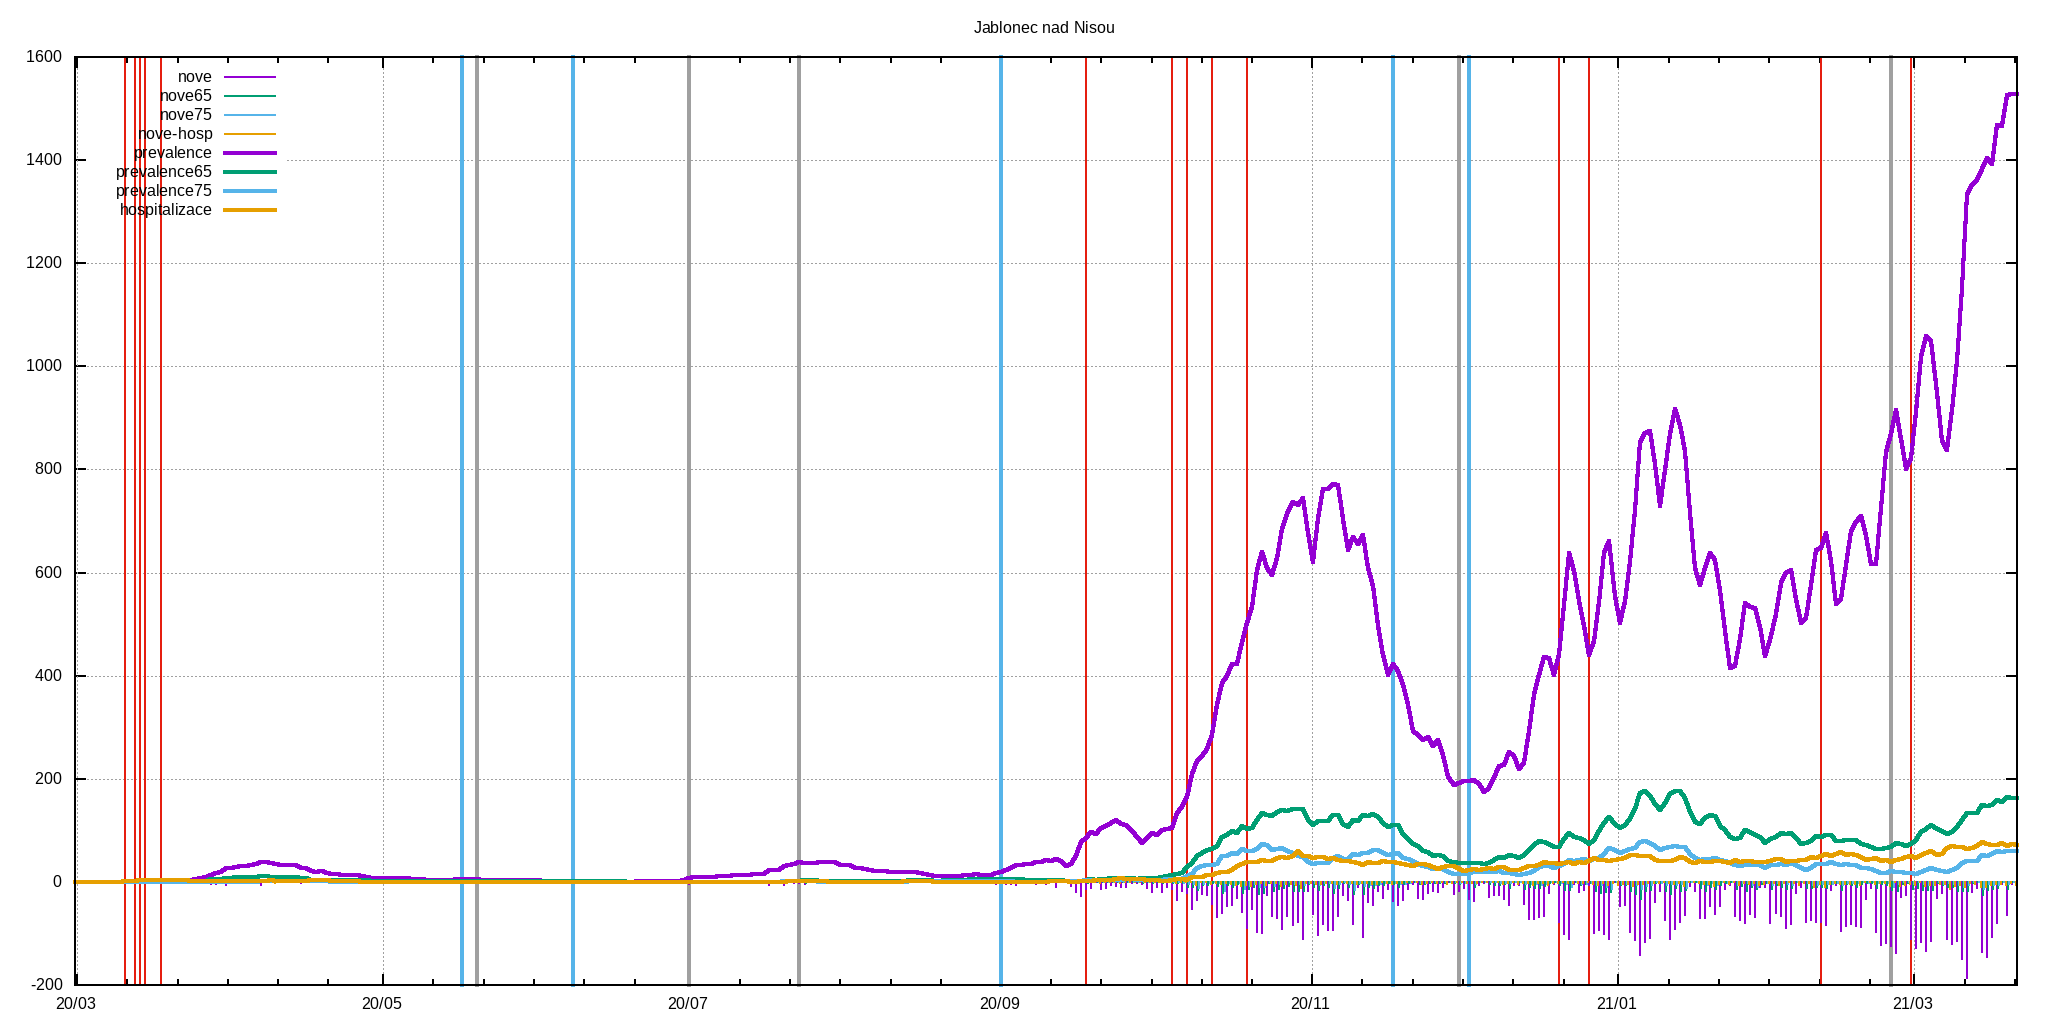 Jablonec nad Nisou
1600
1400
1200
1000
800
600
400
200
0
-200
nove
nove65
nove75
nove-hosp
prevalence
prevalence65
prevalence75
hospitalizace
20/03 20/05 20/07 20/09 20/11 21/01 21/03